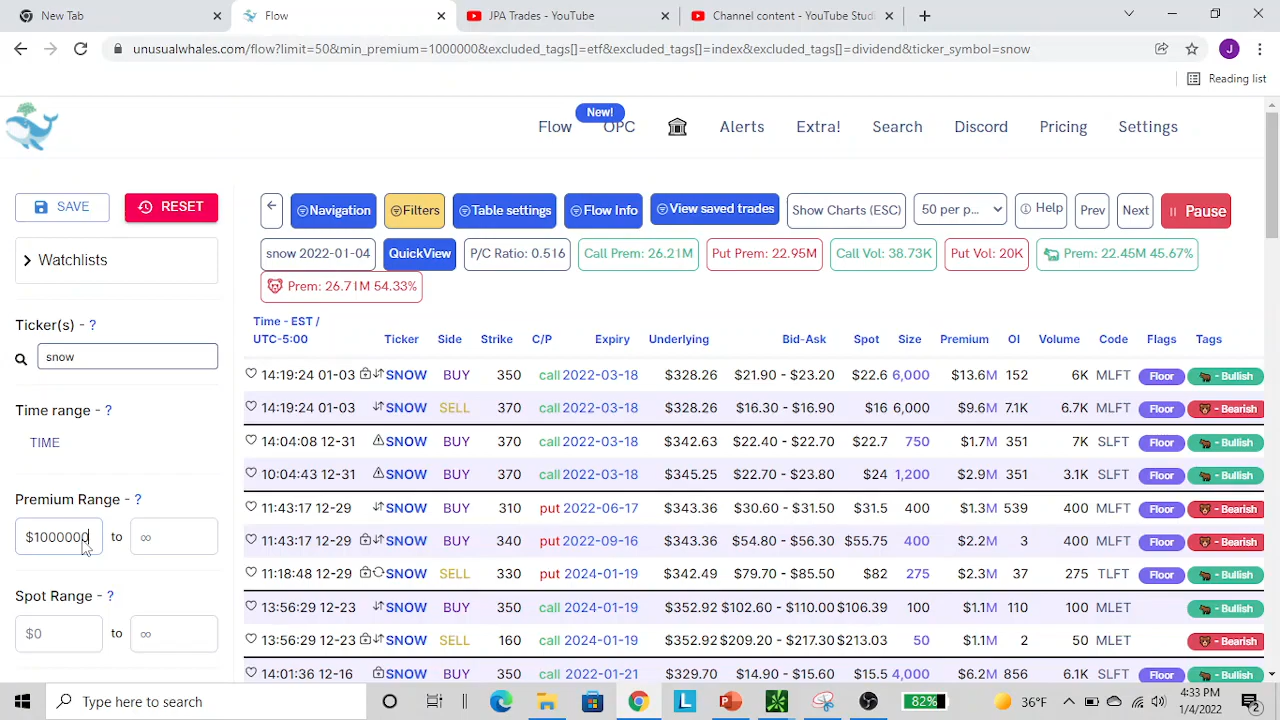 New Tab
Flow
JPA Trades - YouTube
Channel content - YouTube Studi
unusualwhales.com/flow?limit=50&min_premium=1000000&excluded_tags[]=etf&excluded_tags[]=index&excluded_tags[]=dividend&ticker_symbol=snow
J
Reading list
New!
Flow OPC Alerts Extra! Search Discord Pricing Settings
SAVE RESET
Navigation Filters Table settings Flow Info View saved trades Show Charts (ESC) 50 per p... Help Prev Next Pause
snow 2022-01-04 QuickView P/C Ratio: 0.516 Call Prem: 26.21M Put Prem: 22.95M Call Vol: 38.73K Put Vol: 20K Prem: 22.45M 45.67%
Prem: 26.71M 54.33%
Watchlists
Ticker(s) - ?
snow
Time range - ?
TIME
Premium Range - ?
$1000000 to ∞
Spot Range - ?
$0 to ∞
Time - EST / UTC-5:00 Ticker Side Strike C/P Expiry Underlying Bid-Ask Spot Size Premium OI Volume Code Flags Tags
14:19:24 01-03 SNOW BUY 350 call 2022-03-18 $328.26 $21.90 - $23.20 $22.6 6,000 $13.6M 152 6K MLFT Floor - Bullish
14:19:24 01-03 SNOW SELL 370 call 2022-03-18 $328.26 $16.30 - $16.90 $16 6,000 $9.6M 7.1K 6.7K MLFT Floor - Bearish
14:04:08 12-31 SNOW BUY 370 call 2022-03-18 $342.63 $22.40 - $22.70 $22.7 750 $1.7M 351 7K SLFT Floor - Bullish
10:04:43 12-31 SNOW BUY 370 call 2022-03-18 $345.25 $22.70 - $23.80 $24 1,200 $2.9M 351 3.1K SLFT Floor - Bullish
11:43:17 12-29 SNOW BUY 310 put 2022-06-17 $343.36 $30.60 - $31.50 $31.5 400 $1.3M 539 400 MLFT Floor - Bearish
11:43:17 12-29 SNOW BUY 340 put 2022-09-16 $343.36 $54.80 - $56.30 $55.75 400 $2.2M 3 400 MLFT Floor - Bearish
11:18:48 12-29 SNOW SELL 330 put 2024-01-19 $342.49 $79.70 - $85.50 $82 275 $2.3M 37 275 TLFT Floor - Bullish
13:56:29 12-23 SNOW BUY 350 call 2024-01-19 $352.92 $102.60 - $110.00 $106.39 100 $1.1M 110 100 MLET - Bullish
13:56:29 12-23 SNOW SELL 160 call 2024-01-19 $352.92 $209.20 - $217.30 $213.03 50 $1.1M 2 50 MLET - Bearish
14:01:36 12-16 SNOW BUY 350 call 2022-01-21 $329.70 $14.90 - $15.60 $15.5 4,000 $6.2M 856 6.1K SLFT Floor - Bullish
Type here to search
82%
36°F
4:33 PM
1/4/2022
2